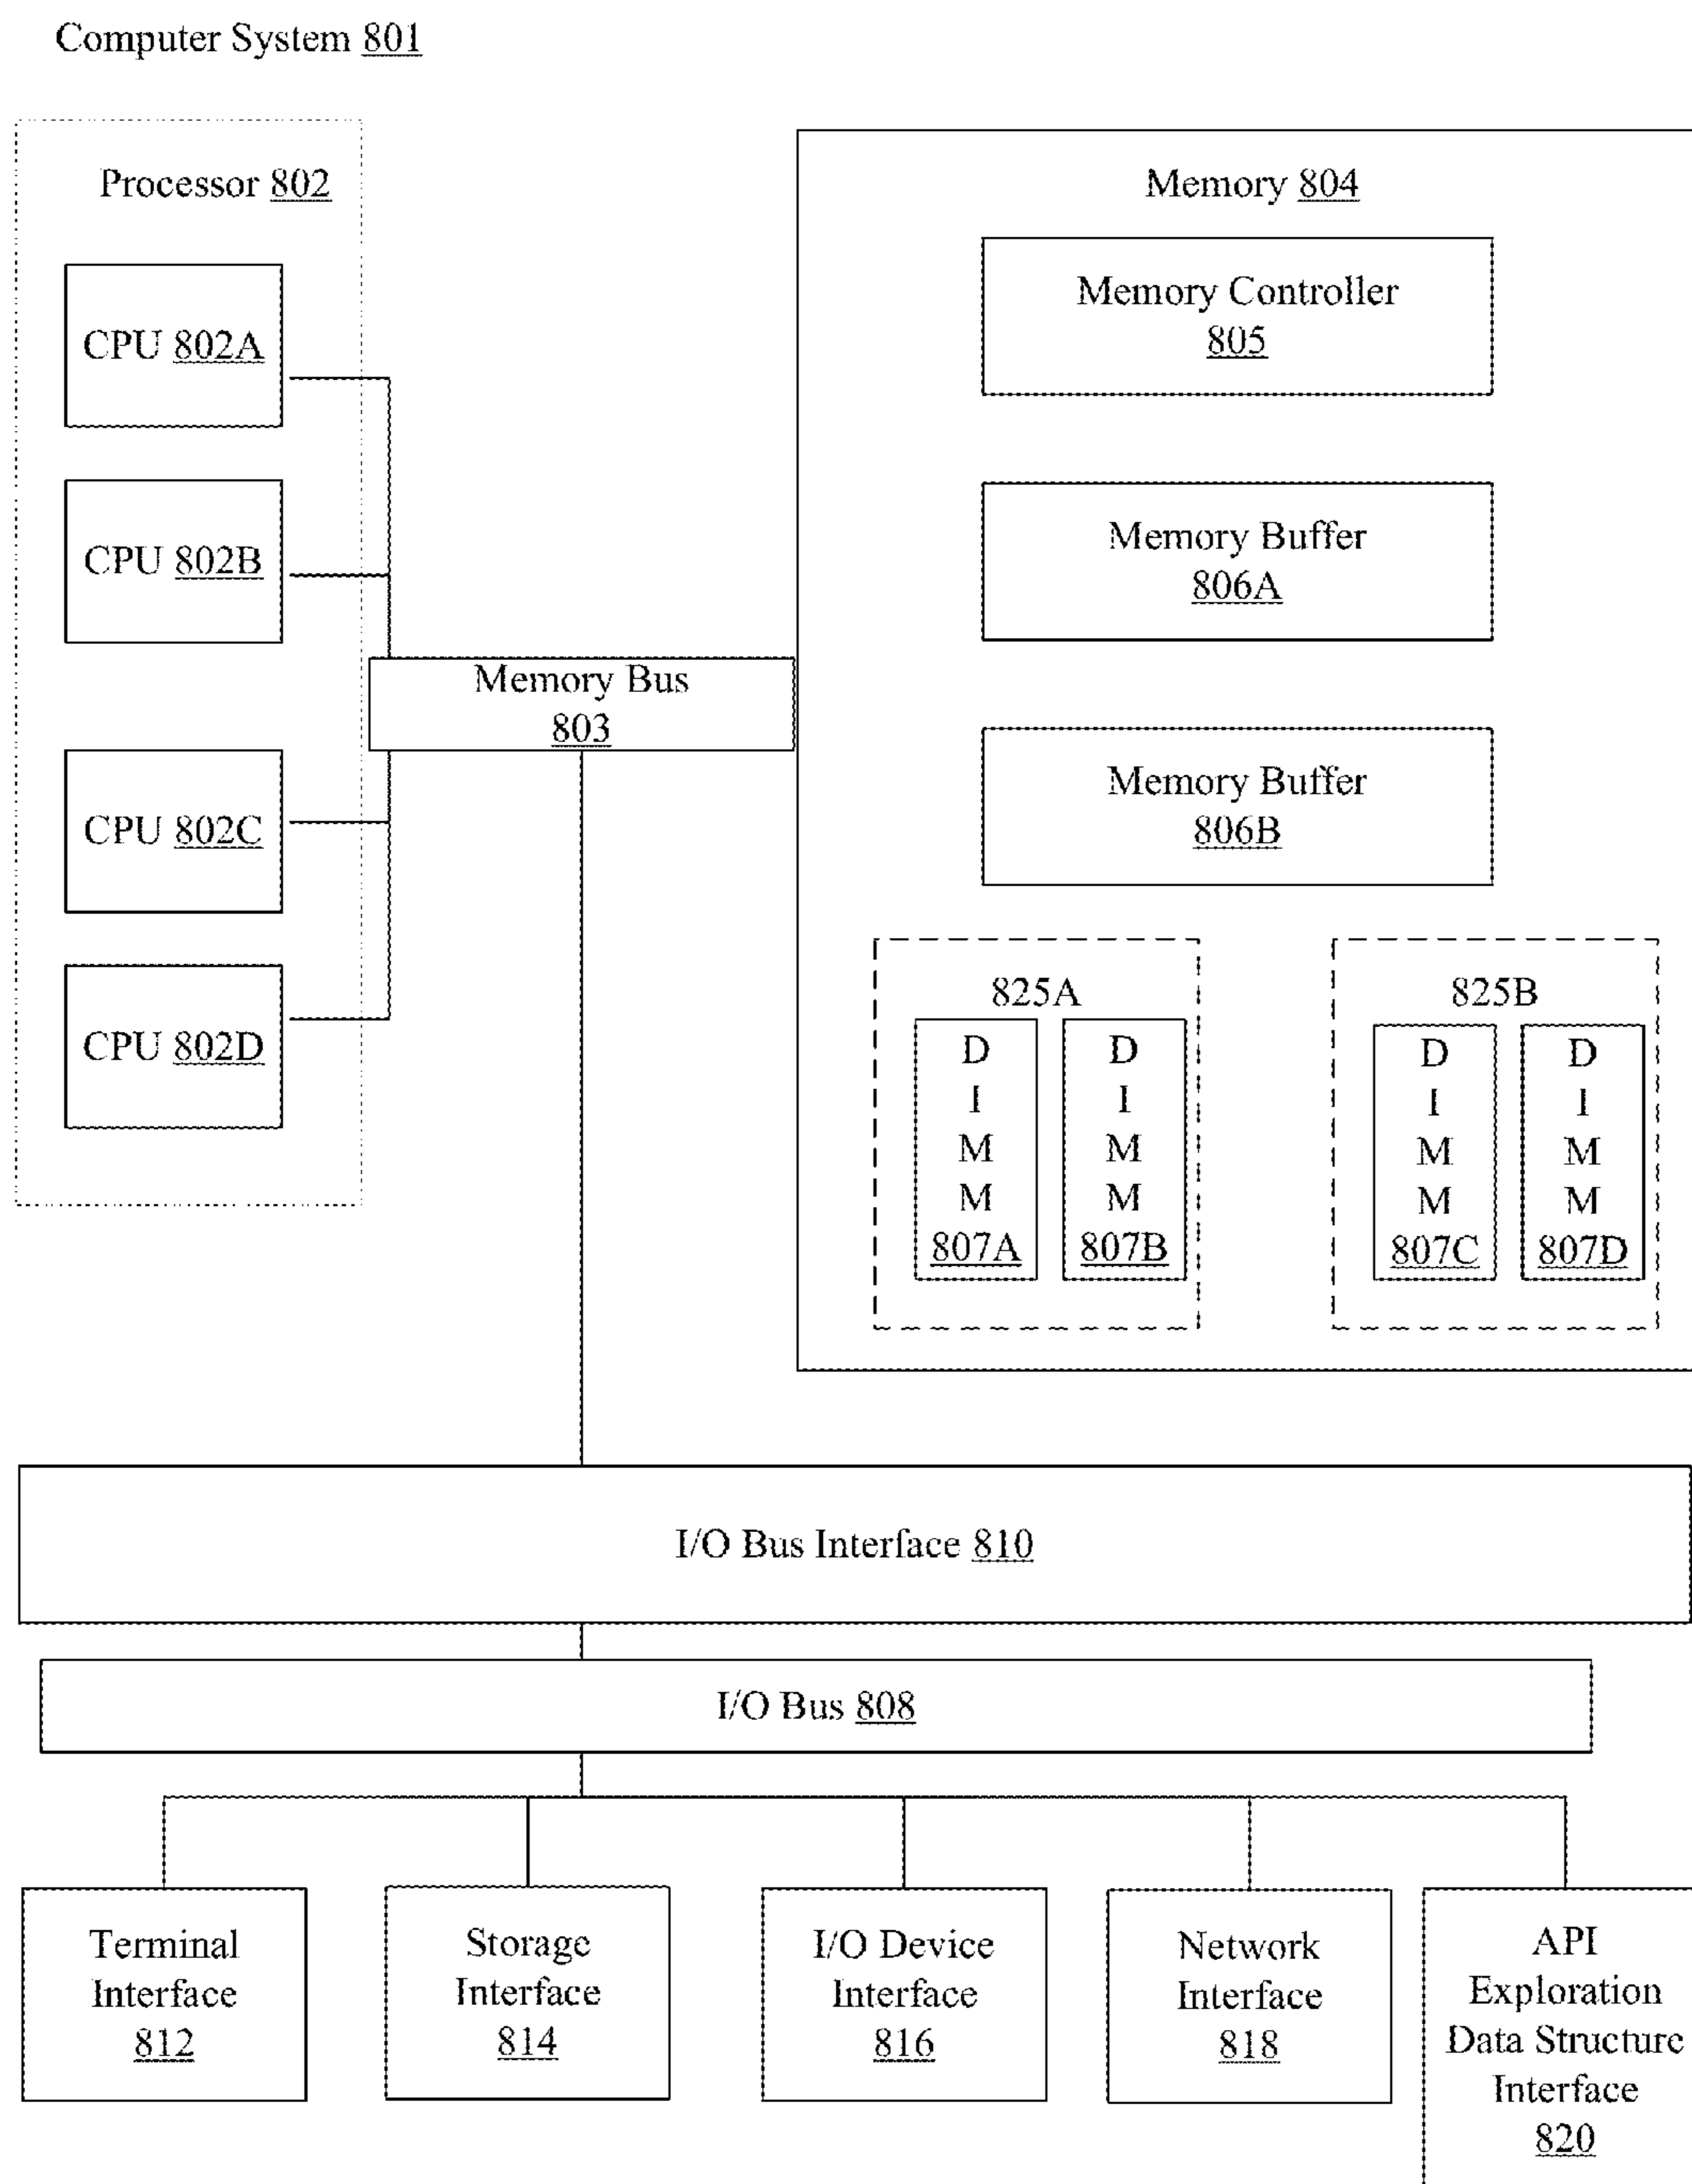 Computer System 801
Processor 802
CPU 802A
CPU 802B
CPU 802C
CPU 802D
Memory Bus
803
Memory 804
Memory Controller
805
Memory Buffer
806A
Memory Buffer
806B
825A
D
I
M
M
807A
D
I
M
M
807B
825B
D
I
M
M
807C
D
I
M
M
807D
I/O Bus Interface 810
I/O Bus 808
Terminal
Interface
812
Storage
Interface
814
I/O Device
Interface
816
Network
Interface
818
API
Exploration
Data Structure
Interface
820